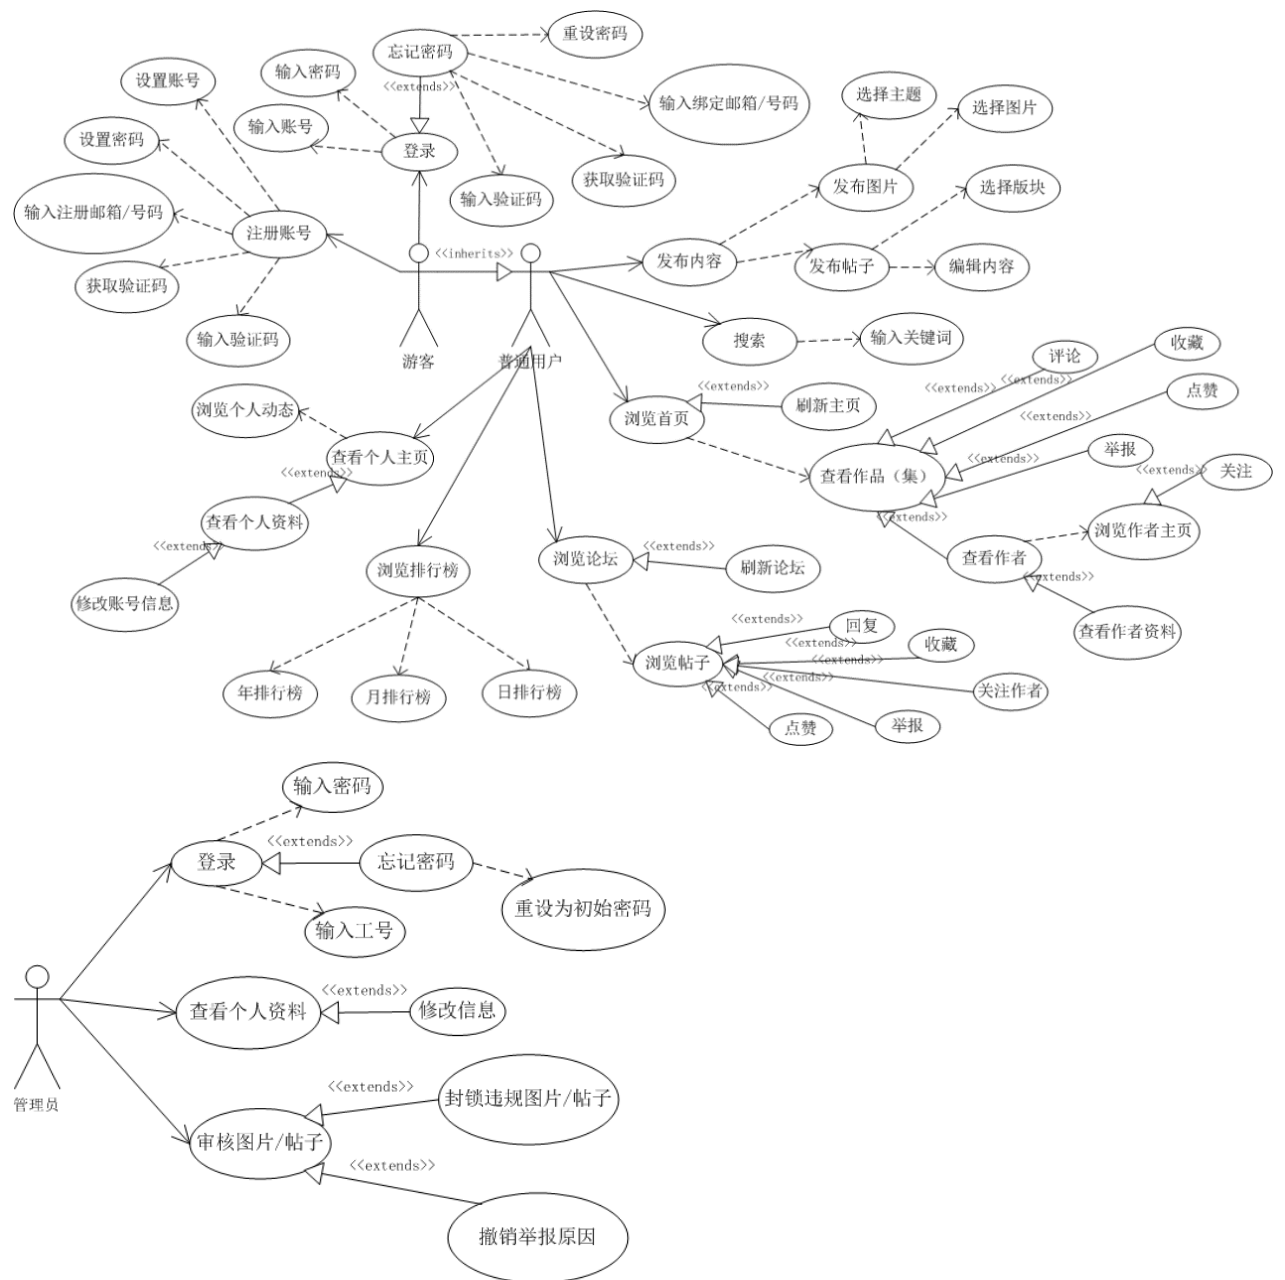 重设密码
忘记密码
输入密码
设置账号
<<extends>>
输入绑定邮箱/号码
选择主题
选择图片
输入账号
设置密码
登录
获取验证码
发布图片
选择版块
输入验证码
输入注册邮箱/号码
注册账号
<<inherits>>
发布内容
发布帖子
编辑内容
获取验证码
输入验证码
搜索
输入关键词
游客
普通用户
评论
收藏
<<extends>>
<<extends>>
<<extends>>
点赞
浏览个人动态
浏览首页
刷新主页
<<extends>>
查看个人主页
举报
<<extends>>
<<extends>>
关注
<<extends>>
查看作品（集）
查看个人资料
<<extends>>
浏览作者主页
<<extends>>
浏览论坛
<<extends>>
查看作者
浏览排行榜
刷新论坛
<<extends>>
修改账号信息
<<extends>>
回复
查看作者资料
<<extends>>
收藏
浏览帖子
<<extends>>
<<extends>>
<<extends>>
关注作者
年排行榜
月排行榜
日排行榜
点赞
举报
输入密码
<<extends>>
登录
忘记密码
重设为初始密码
输入工号
<<extends>>
查看个人资料
修改信息
管理员
<<extends>>
封锁违规图片/帖子
审核图片/帖子
<<extends>>
撤销举报原因